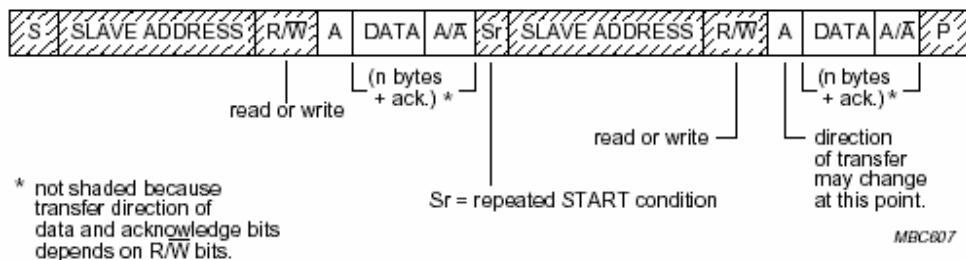 S SLAVE ADDRESS R/W̅ A DATA A/A̅ Sr SLAVE ADDRESS R/W̅ A DATA A/A̅ P
(n bytes
+ ack.) *
read or write
(n bytes
+ ack.) *
read or write
direction
of transfer
may change
at this point.
* not shaded because
transfer direction of
data and acknowledge bits
depends on R/W̅ bits.
Sr = repeated START condition
MBC607